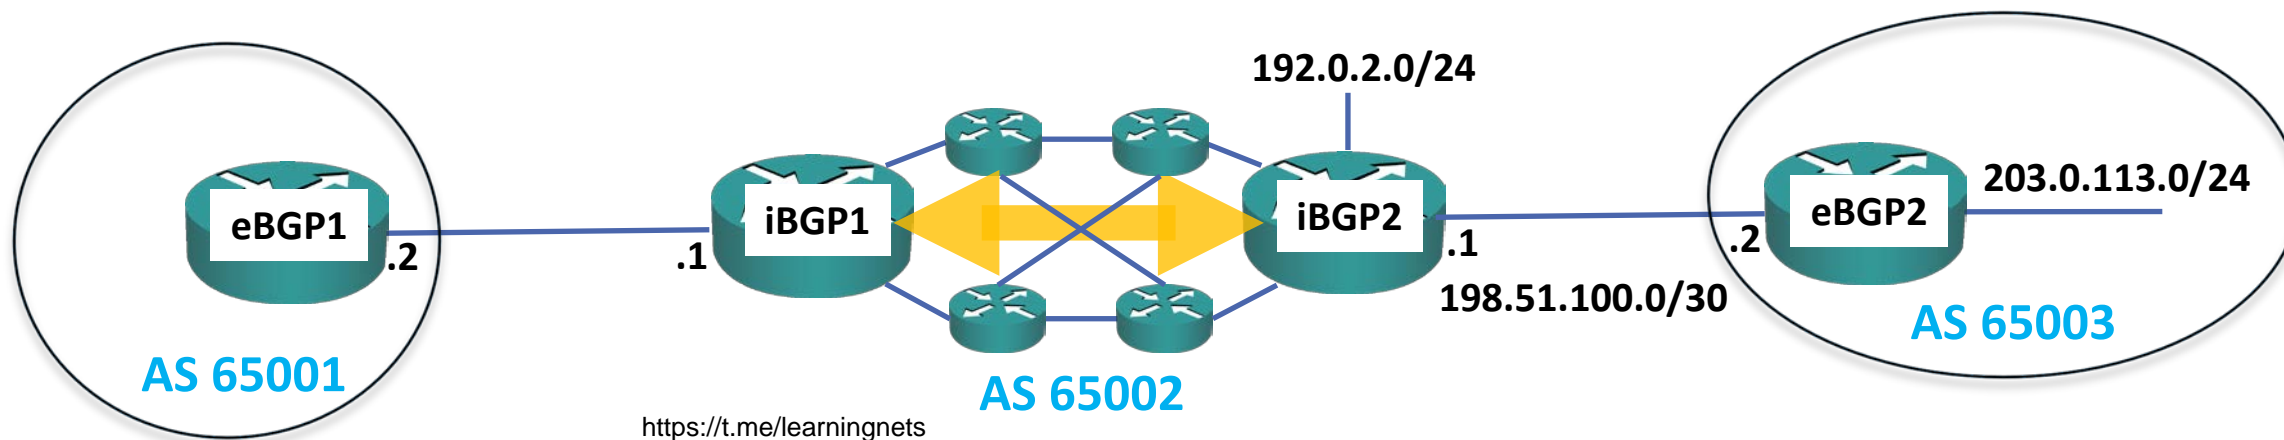 192.0.2.0/24
eBGP1
.2
.1
iBGP1
iBGP2
.1
198.51.100.0/30
.2
eBGP2
203.0.113.0/24
AS 65001
AS 65002
AS 65003
https://t.me/learningnets